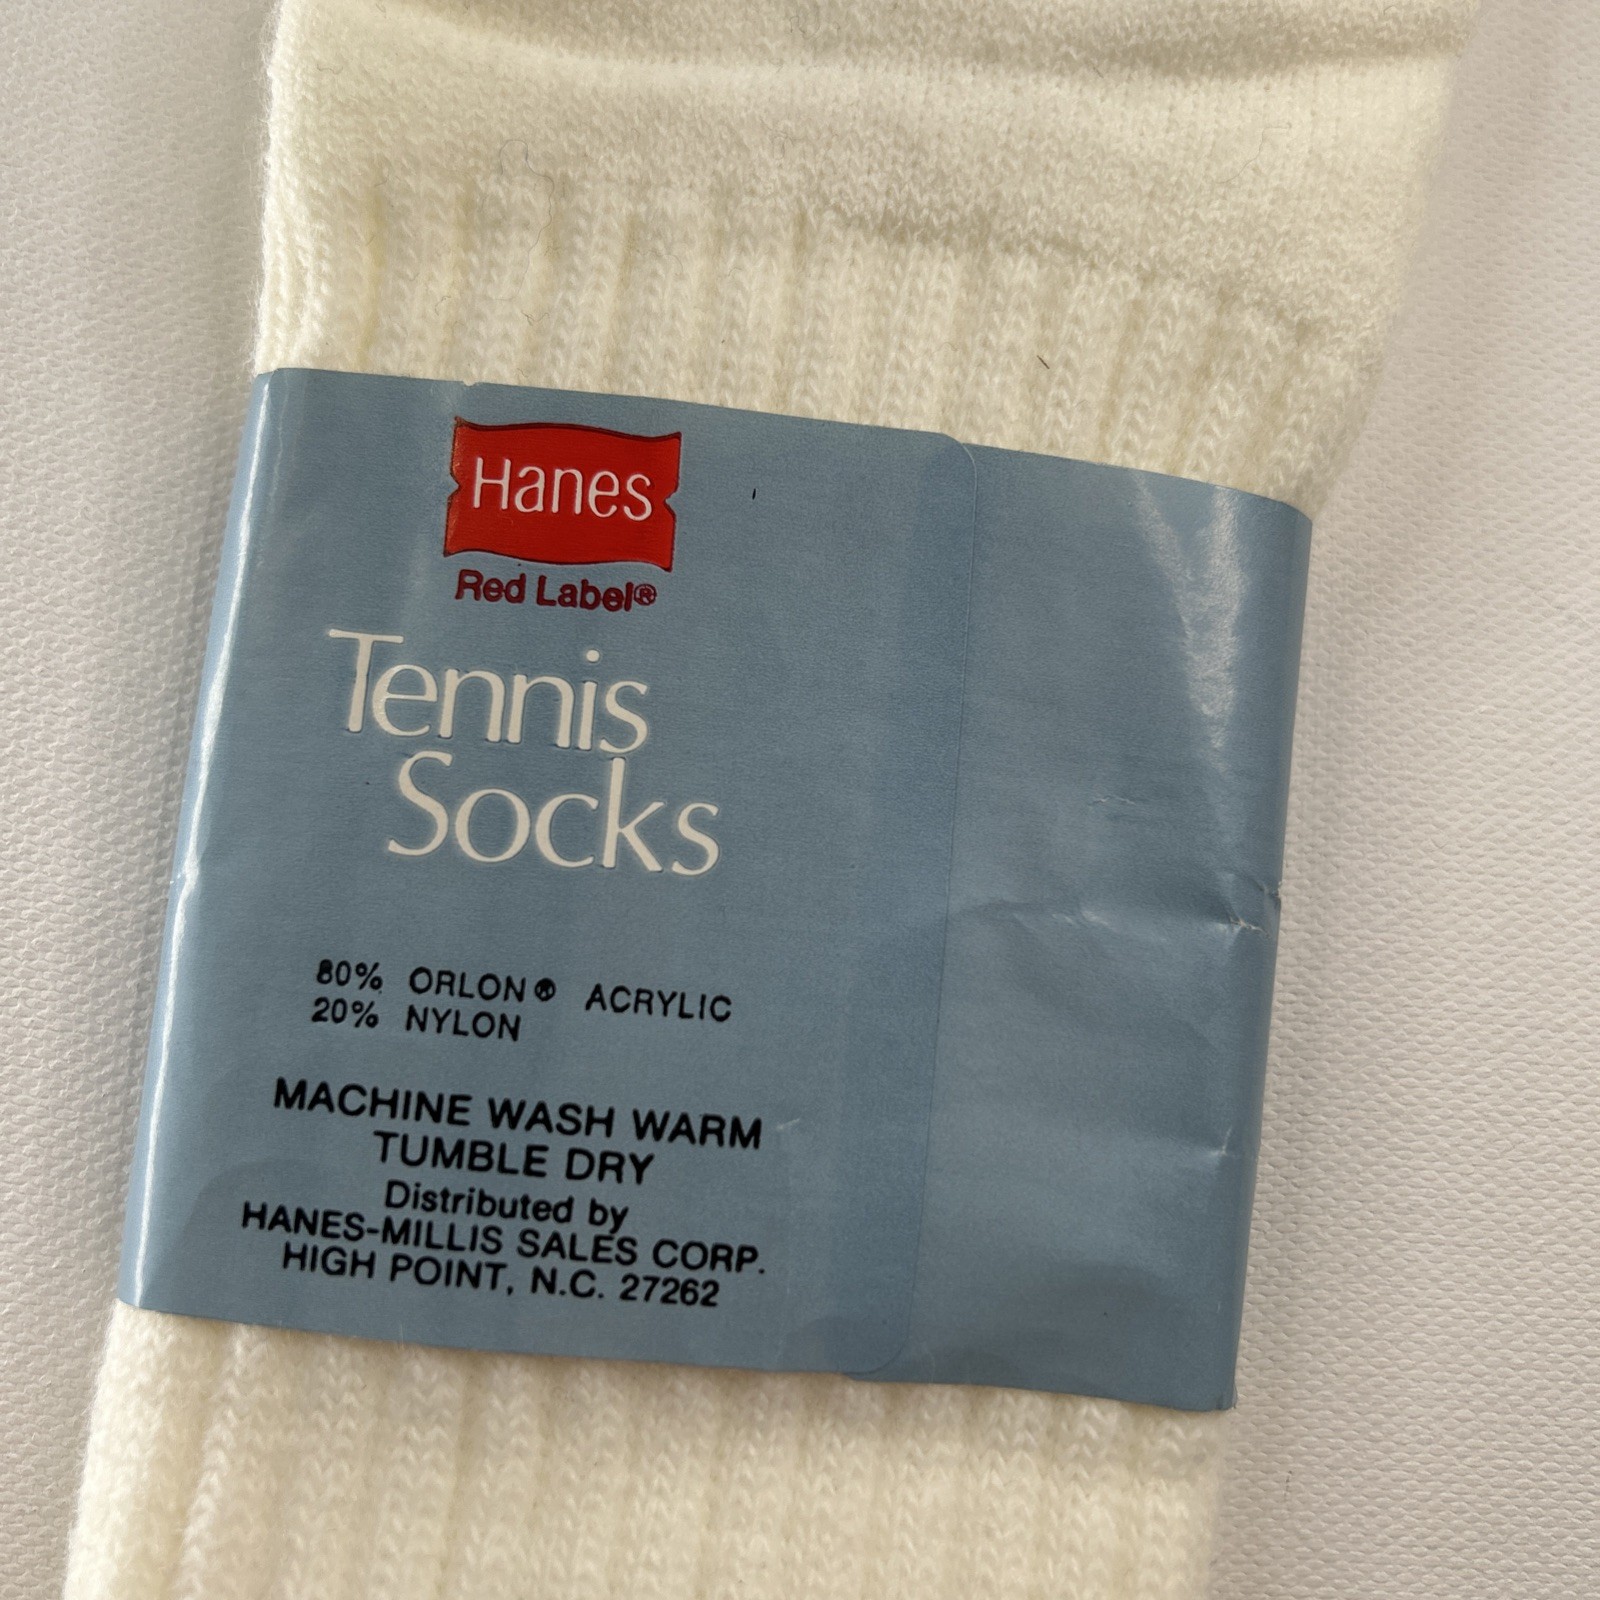 Hanes
Red Label®
Tennis
Socks
80% ORLON® ACRYLIC
20% NYLON
MACHINE WASH WARM
TUMBLE DRY
Distributed by
HANES-MILLIS SALES CORP.
HIGH POINT, N.C. 27262